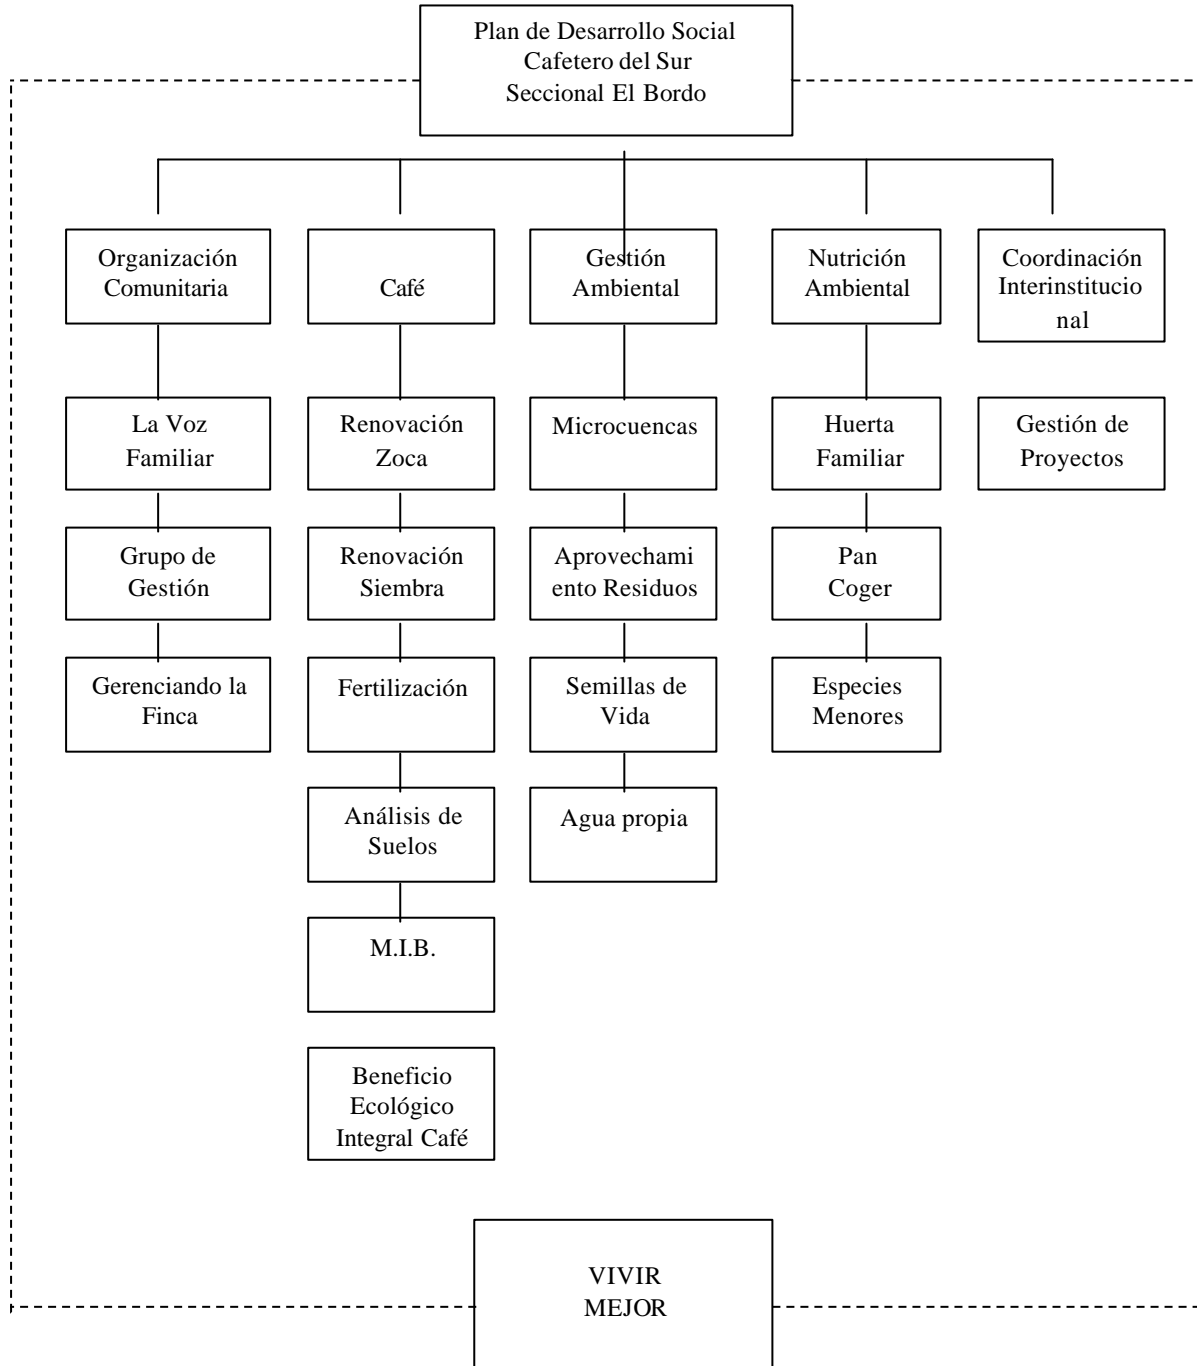 Plan de Desarrollo Social
Cafetero del Sur
Seccional El Bordo
Organización
Comunitaria
Café
Gestión
Ambiental
Nutrición
Ambiental
Coordinación
Interinstitucio
nal
La Voz
Familiar
Renovación
Zoca
Microcuencas
Huerta
Familiar
Gestión de
Proyectos
Grupo de
Gestión
Renovación
Siembra
Aprovechami
ento Residuos
Pan
Coger
Gerenciando la
Finca
Fertilización
Semillas de
Vida
Especies
Menores
Análisis de
Suelos
Agua propia
M.I.B.
Beneficio
Ecológico
Integral Café
VIVIR
MEJOR